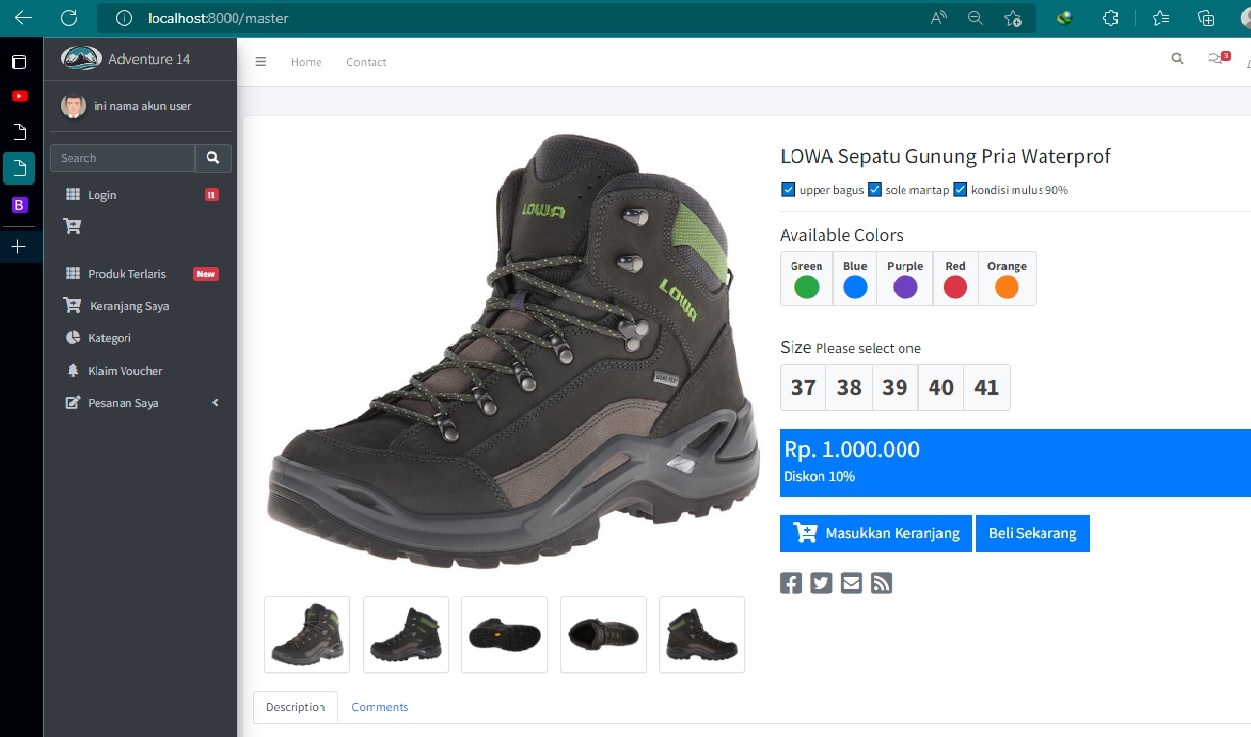 localhost:8000/master
Adventure 14
ini nama akun user
Search
Login
11
Produk Terlaris
New
Keranjang Saya
Kategori
Klaim Voucher
Pesanan Saya
Home
Contact
3
LOWA
LOWA
GORE-TEX
LOWA Sepatu Gunung Pria Waterprof
upper bagus sole mantap kondisi mulus 90%
Available Colors
Green Blue Purple Red Orange
Size Please select one
37 38 39 40 41
Rp. 1.000.000
Diskon 10%
Masukkan Keranjang
Beli Sekarang
Description
Comments